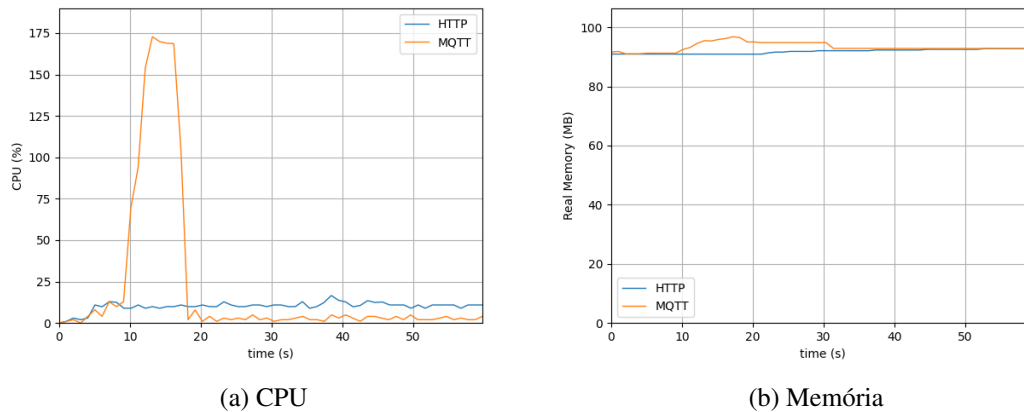 HTTP
MQTT
175
150
125
100
75
50
25
0
CPU (%)
0 10 20 30 40 50
time (s)
(a) CPU
100
80
60
40
20
0
Real Memory (MB)
HTTP
MQTT
0 10 20 30 40 50
time (s)
(b) Memória